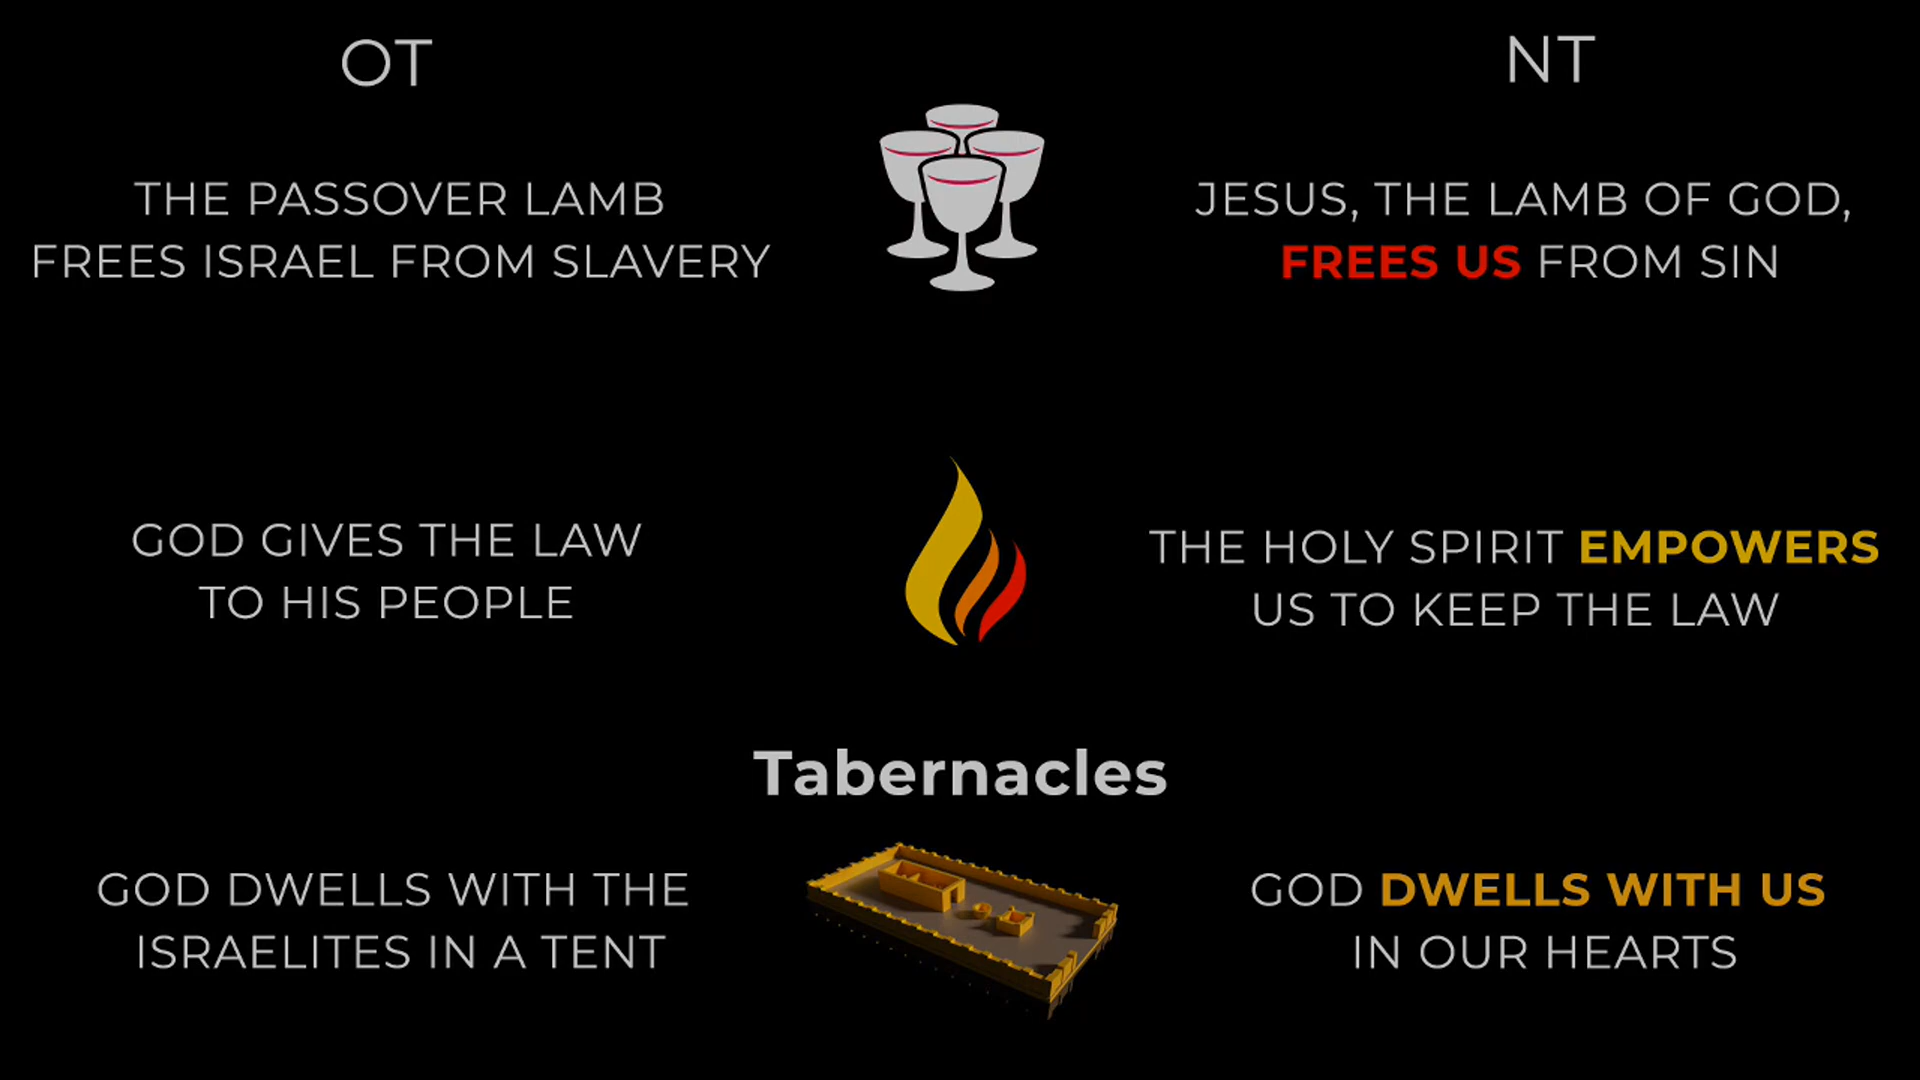 OT
NT
THE PASSOVER LAMB
FREES ISRAEL FROM SLAVERY
JESUS, THE LAMB OF GOD,
FREES US FROM SIN
GOD GIVES THE LAW
TO HIS PEOPLE
THE HOLY SPIRIT EMPOWERS
US TO KEEP THE LAW
Tabernacles
GOD DWELLS WITH THE
ISRAELITES IN A TENT
GOD DWELLS WITH US
IN OUR HEARTS